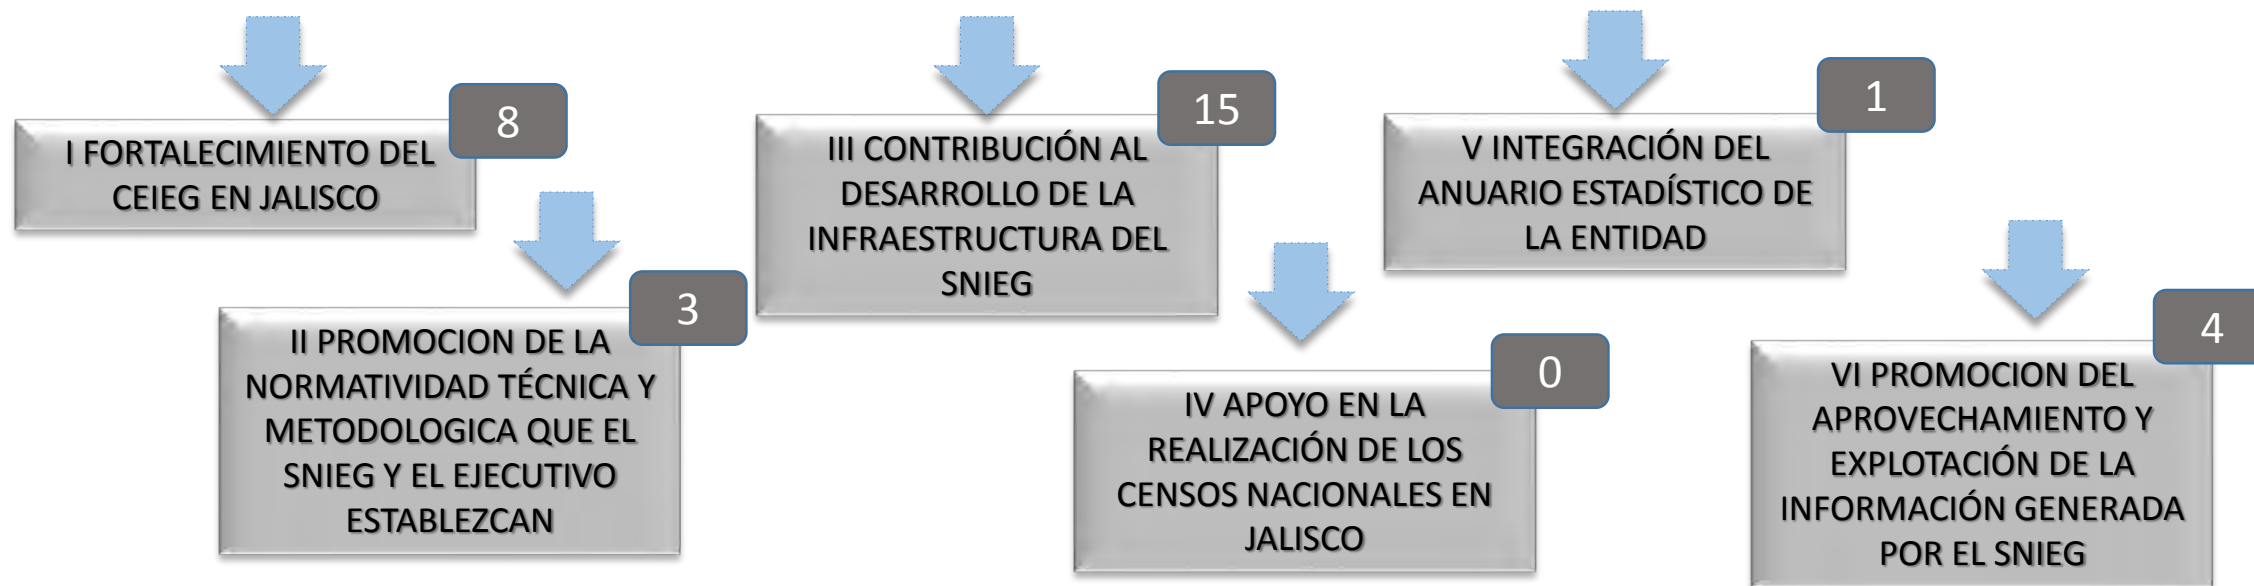 8
I FORTALECIMIENTO DEL
CEIEG EN JALISCO
3
II PROMOCION DE LA
NORMATIVIDAD TÉCNICA Y
METODOLOGICA QUE EL
SNIEG Y EL EJECUTIVO
ESTABLEZCAN
15
III CONTRIBUCIÓN AL
DESARROLLO DE LA
INFRAESTRUCTURA DEL
SNIEG
0
IV APOYO EN LA
REALIZACIÓN DE LOS
CENSOS NACIONALES EN
JALISCO
1
V INTEGRACIÓN DEL
ANUARIO ESTADÍSTICO DE
LA ENTIDAD
4
VI PROMOCION DEL
APROVECHAMIENTO Y
EXPLOTACIÓN DE LA
INFORMACIÓN GENERADA
POR EL SNIEG